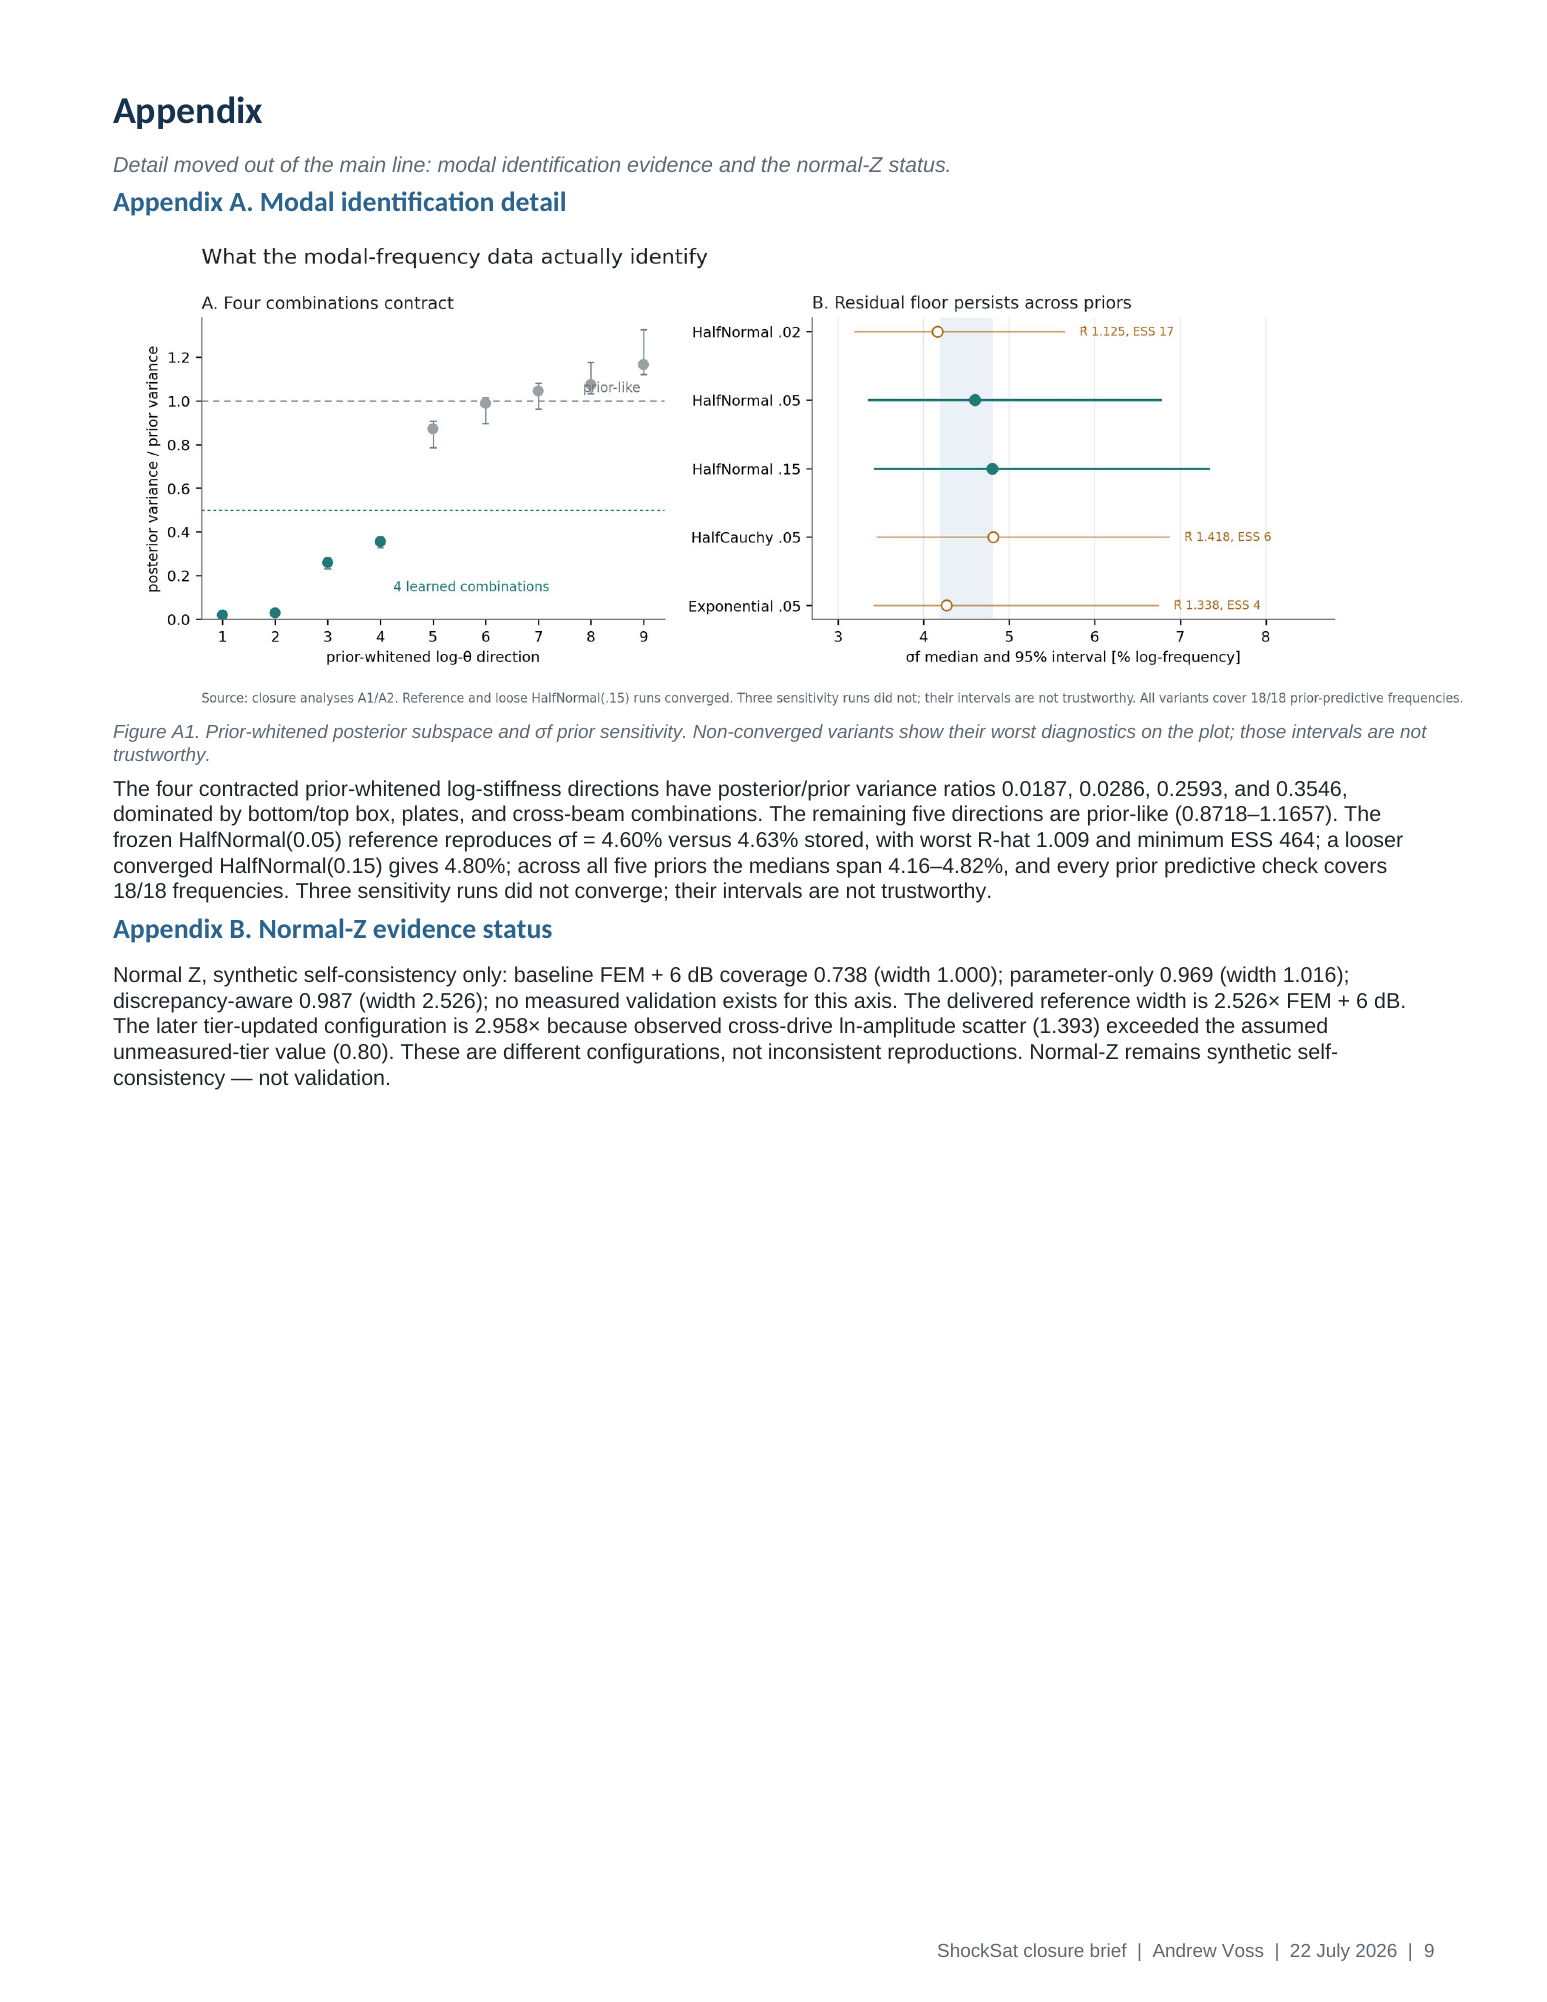 Appendix
Detail moved out of the main line: modal identification evidence and the normal-Z status.
Appendix A. Modal identification detail
What the modal-frequency data actually identify
A. Four combinations contract
posterior variance / prior variance
1.2
1.0
0.8
0.6
0.4
0.2
0.0
prior-like
4 learned combinations
1 2 3 4 5 6 7 8 9
prior-whitened log-θ direction
B. Residual floor persists across priors
HalfNormal .02
R̂ 1.125, ESS 17
HalfNormal .05
HalfNormal .15
HalfCauchy .05
R̂ 1.418, ESS 6
Exponential .05
R̂ 1.338, ESS 4
3 4 5 6 7 8
σf median and 95% interval [% log-frequency]
Source: closure analyses A1/A2. Reference and loose HalfNormal(.15) runs converged. Three sensitivity runs did not; their intervals are not trustworthy. All variants cover 18/18 prior-predictive frequencies.
Figure A1. Prior-whitened posterior subspace and σf prior sensitivity. Non-converged variants show their worst diagnostics on the plot; those intervals are not
trustworthy.
The four contracted prior-whitened log-stiffness directions have posterior/prior variance ratios 0.0187, 0.0286, 0.2593, and 0.3546,
dominated by bottom/top box, plates, and cross-beam combinations. The remaining five directions are prior-like (0.8718–1.1657). The
frozen HalfNormal(0.05) reference reproduces σf = 4.60% versus 4.63% stored, with worst R-hat 1.009 and minimum ESS 464; a looser
converged HalfNormal(0.15) gives 4.80%; across all five priors the medians span 4.16–4.82%, and every prior predictive check covers
18/18 frequencies. Three sensitivity runs did not converge; their intervals are not trustworthy.
Appendix B. Normal-Z evidence status
Normal Z, synthetic self-consistency only: baseline FEM + 6 dB coverage 0.738 (width 1.000); parameter-only 0.969 (width 1.016);
discrepancy-aware 0.987 (width 2.526); no measured validation exists for this axis. The delivered reference width is 2.526× FEM + 6 dB.
The later tier-updated configuration is 2.958× because observed cross-drive ln-amplitude scatter (1.393) exceeded the assumed
unmeasured-tier value (0.80). These are different configurations, not inconsistent reproductions. Normal-Z remains synthetic self-
consistency — not validation.
ShockSat closure brief | Andrew Voss | 22 July 2026 | 9